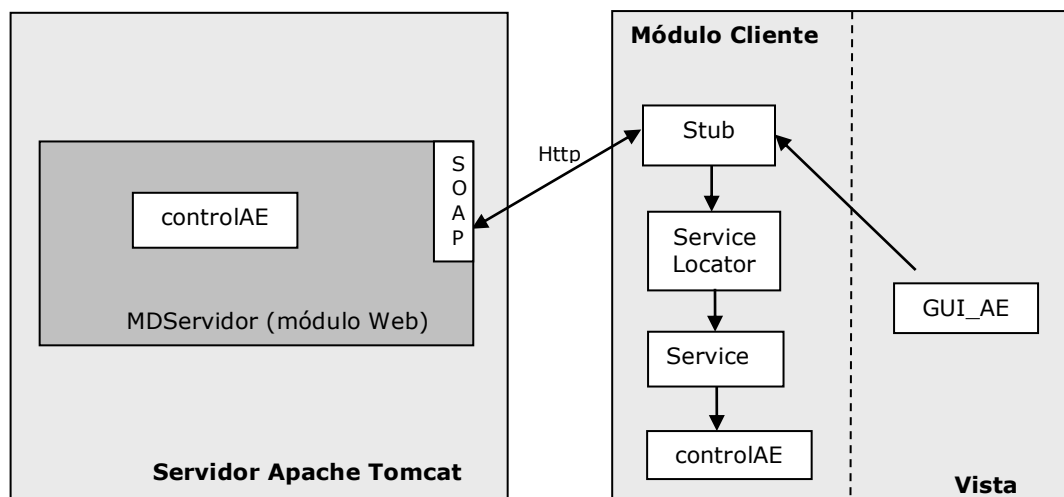 S
O
A
P
controlAE
MDServidor (módulo Web)
Servidor Apache Tomcat
Http
Módulo Cliente
Stub
Service
Locator
Service
controlAE
GUI_AE
Vista